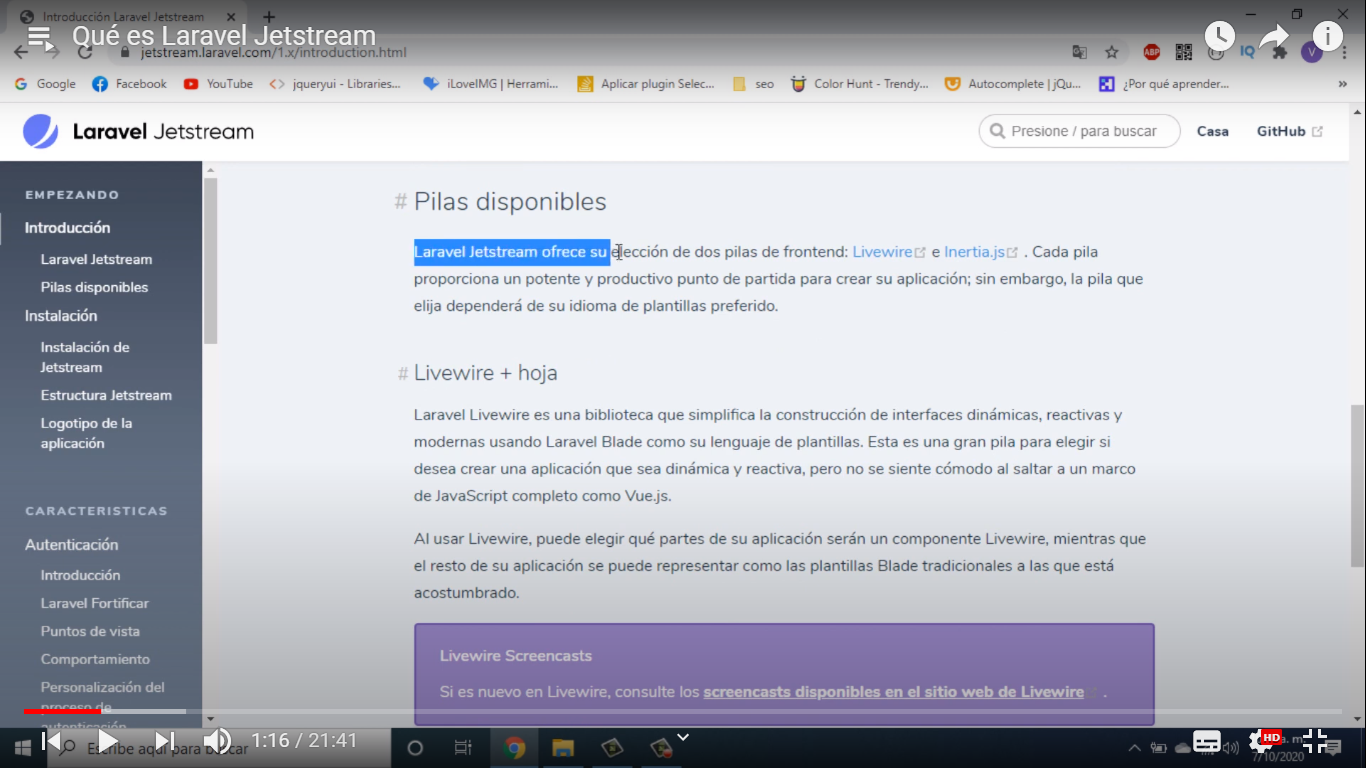 Introducción Laravel Jetstream
Qué es Laravel Jetstream
jetstream.laravel.com/1.x/introduction.html
ABP
IQ
V
Google
Facebook
YouTube
jqueryui - Libraries...
iLoveIMG | Herrami...
Aplicar plugin Selec...
seo
Color Hunt - Trendy...
Autocomplete | jQu...
¿Por qué aprender...
Laravel Jetstream
Presione / para buscar
Casa
GitHub
EMPEZANDO
Introducción
Laravel Jetstream
Pilas disponibles
Instalación
Instalación de
Jetstream
Estructura Jetstream
Logotipo de la
aplicación
CARACTERISTICAS
Autenticación
Introducción
Laravel Fortificar
Puntos de vista
Comportamiento
Personalización del
proceso de
autenticación
# Pilas disponibles
Laravel Jetstream ofrece su elección de dos pilas de frontend: Livewire e Inertia.js . Cada pila
proporciona un potente y productivo punto de partida para crear su aplicación; sin embargo, la pila que
elija dependerá de su idioma de plantillas preferido.
# Livewire + hoja
Laravel Livewire es una biblioteca que simplifica la construcción de interfaces dinámicas, reactivas y
modernas usando Laravel Blade como su lenguaje de plantillas. Esta es una gran pila para elegir si
desea crear una aplicación que sea dinámica y reactiva, pero no se siente cómodo al saltar a un marco
de JavaScript completo como Vue.js.
Al usar Livewire, puede elegir qué partes de su aplicación serán un componente Livewire, mientras que
el resto de su aplicación se puede representar como las plantillas Blade tradicionales a las que está
acostumbrado.
Livewire Screencasts
Si es nuevo en Livewire, consulte los screencasts disponibles en el sitio web de Livewire .
Escribe aquí para buscar
1:16 / 21:41
HD
a. m.
7/10/2020